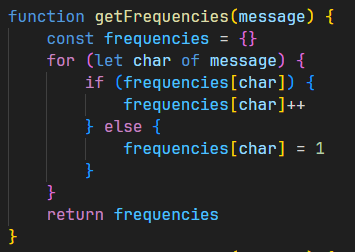 function getFrequencies(message) {
    const frequencies = {}
    for (let char of message) {
        if (frequencies[char]) {
            frequencies[char]++
        } else {
            frequencies[char] = 1
        }
    }
    return frequencies
}